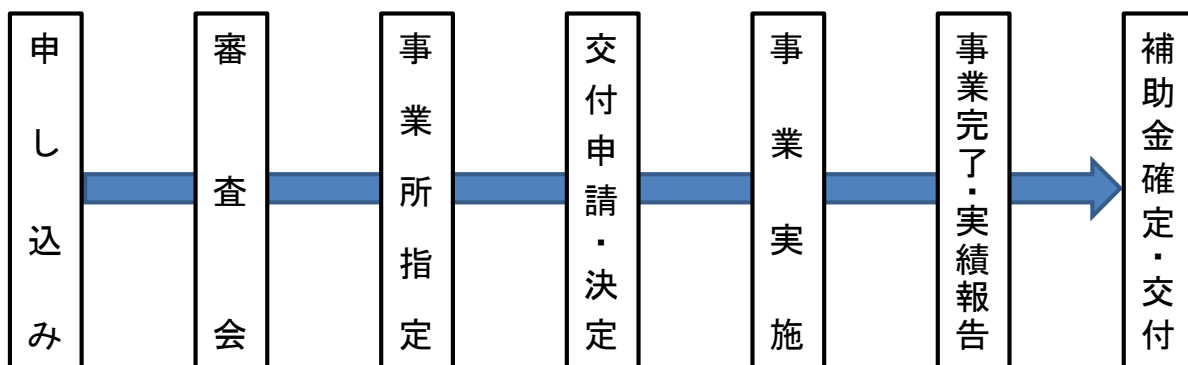 申し込み
審査会
事業所指定
交付申請・決定
事業実施
事業完了・実績報告
補助金確定・交付